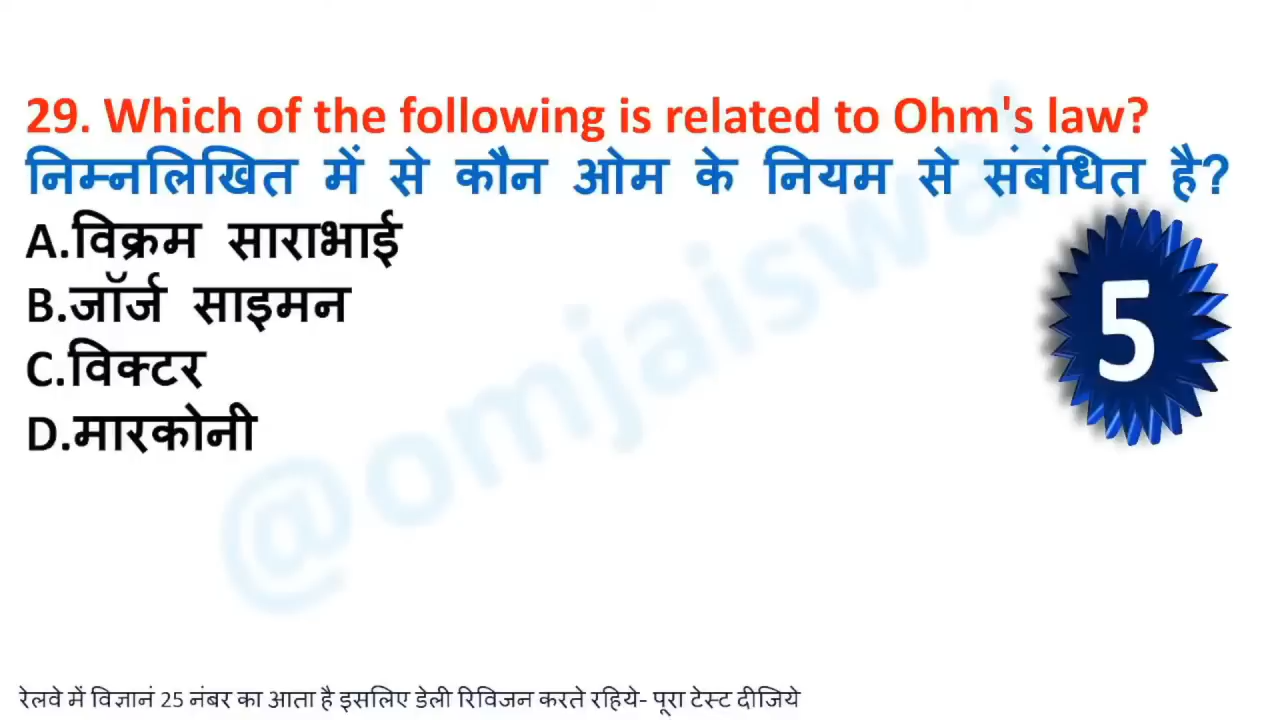 29. Which of the following is related to Ohm's law?
निम्नलिखित में से कौन ओम के नियम से संबंधित है?
A.विक्रम साराभाई
B.जॉर्ज साइमन
C.विक्टर
D.मारकोनी
5
@omjaiswal
रेलवे में विज्ञानं 25 नंबर का आता है इसलिए डेली रिविजन करते रहिये- पूरा टेस्ट दीजिये